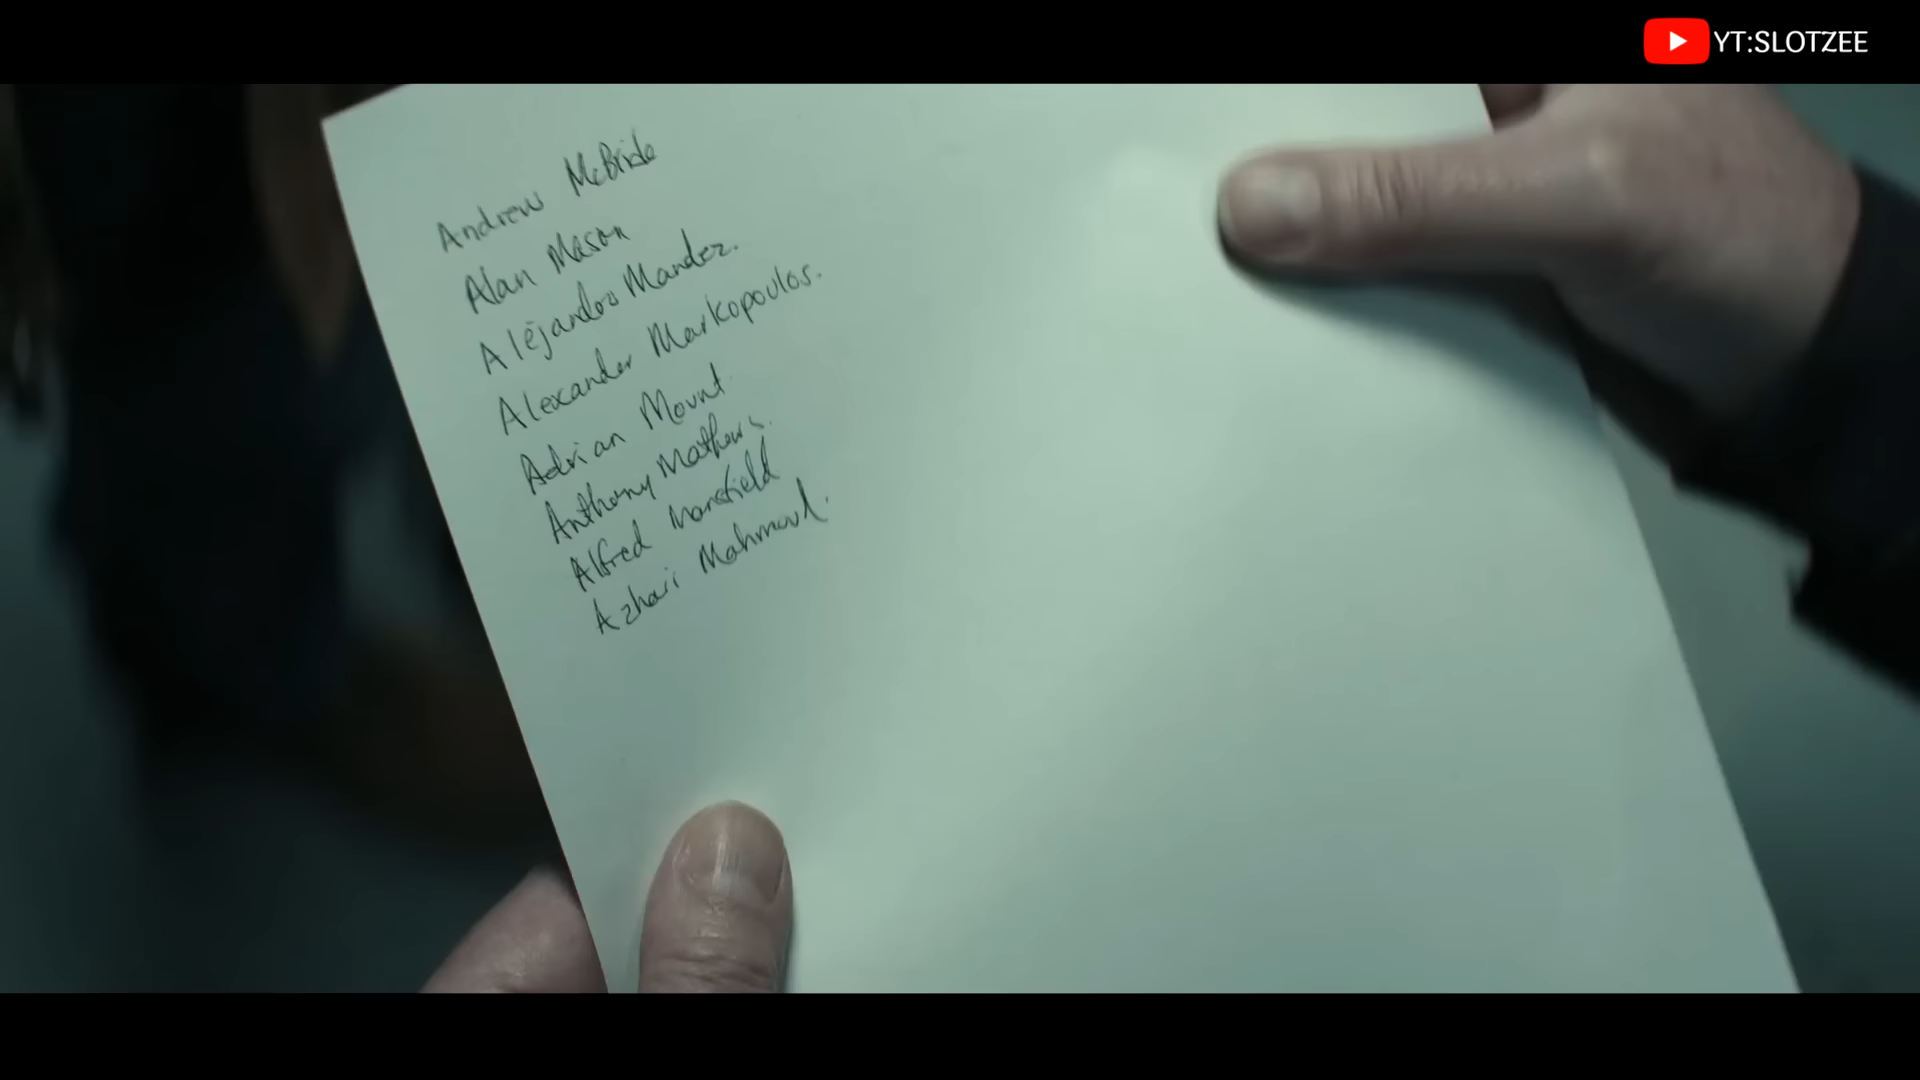 YT:SLOTZEE
Andrew McBride
Alan Mason
Alejandro Mandez.
Alexander Markopoulos.
Adrian Mount
Anthony Mathews.
Alfred Mansfield
Azhari Mahmoud.